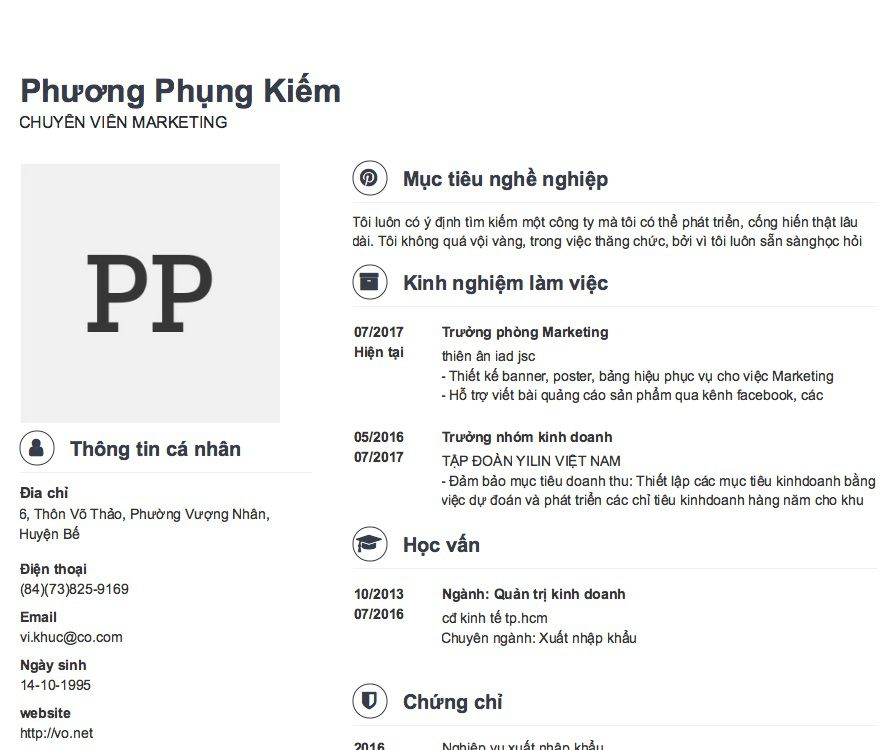 Phương Phụng Kiếm
CHUYÊN VIÊN MARKETING
PP
Thông tin cá nhân
Đia chỉ
6, Thôn Võ Thảo, Phường Vượng Nhân,
Huyện Bế
Điện thoại
(84)(73)825-9169
Email
vi.khuc@co.com
Ngày sinh
14-10-1995
website
http://vo.net
Mục tiêu nghề nghiệp
Tôi luôn có ý định tìm kiếm một công ty mà tôi có thể phát triển, cống hiến thật lâu
dài. Tôi không quá vội vàng, trong việc thăng chức, bởi vì tôi luôn sẵn sànghọc hỏi
Kinh nghiệm làm việc
07/2017
Hiện tại
Trưởng phòng Marketing
thiên ân iad jsc
- Thiết kế banner, poster, bảng hiệu phục vụ cho việc Marketing
- Hỗ trợ viết bài quảng cáo sản phẩm qua kênh facebook, các
05/2016
07/2017
Trưởng nhóm kinh doanh
TẬP ĐOÀN YILIN VIỆT NAM
- Đảm bảo mục tiêu doanh thu: Thiết lập các mục tiêu kinhdoanh bằng
việc dự đoán và phát triển các chỉ tiêu kinhdoanh hàng năm cho khu
Học vấn
10/2013
07/2016
Ngành: Quản trị kinh doanh
cđ kinh tế tp.hcm
Chuyên ngành: Xuất nhập khẩu
Chứng chỉ
2016
Nghiệp vụ xuất nhập khẩu